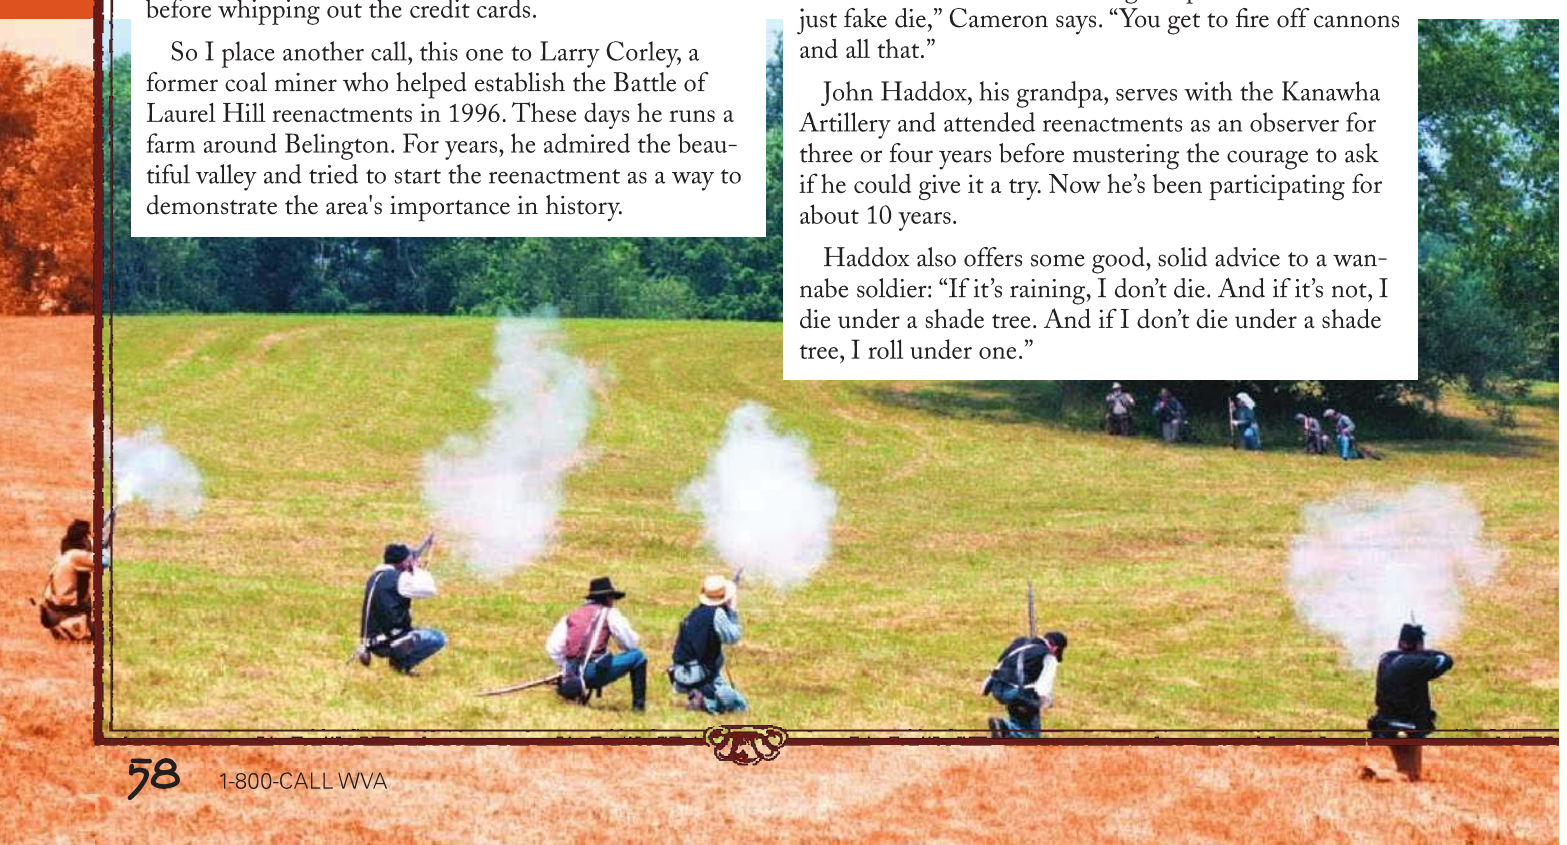 before whipping out the credit cards.
So I place another call, this one to Larry Corley, a
former coal miner who helped establish the Battle of
Laurel Hill reenactments in 1996. These days he runs a
farm around Belington. For years, he admired the beau-
tiful valley and tried to start the reenactment as a way to
demonstrate the area's importance in history.
just fake die,” Cameron says. “You get to fire off cannons
and all that.”
John Haddox, his grandpa, serves with the Kanawha
Artillery and attended reenactments as an observer for
three or four years before mustering the courage to ask
if he could give it a try. Now he’s been participating for
about 10 years.
Haddox also offers some good, solid advice to a wan-
nabe soldier: “If it’s raining, I don’t die. And if it’s not, I
die under a shade tree. And if I don’t die under a shade
tree, I roll under one.”
58 1-800-CALL WVA